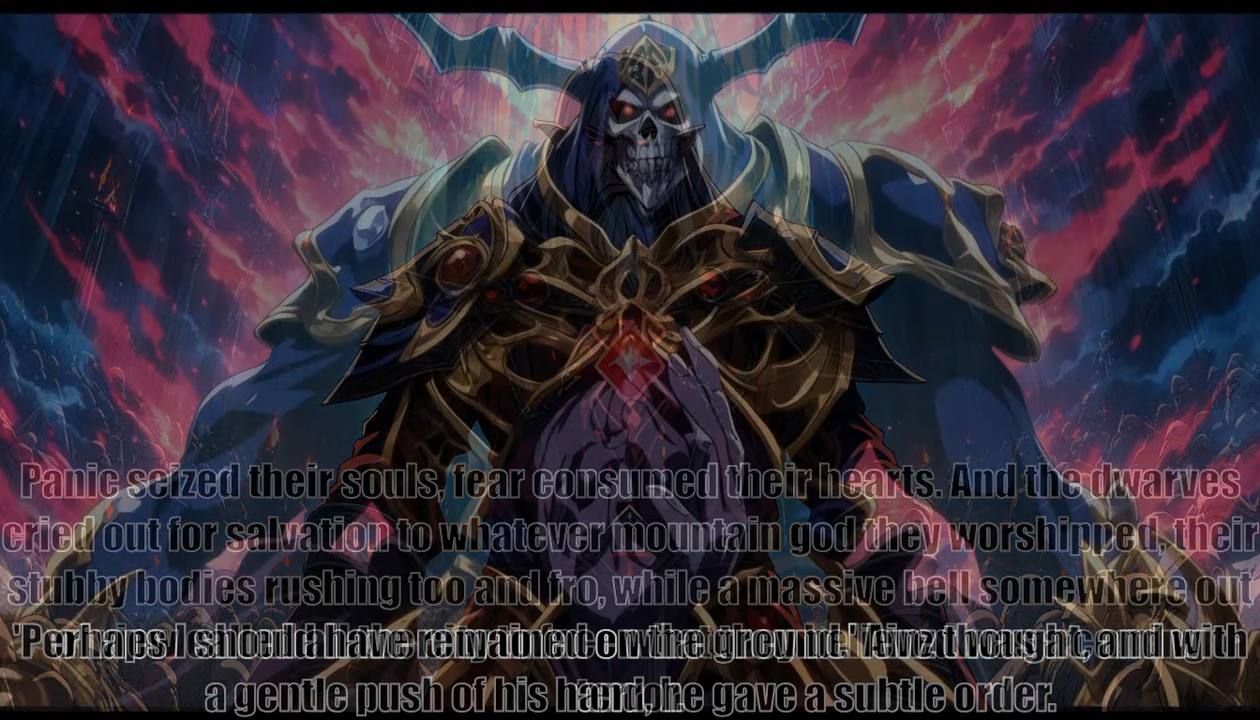 Panic seized their souls, fear consumed their hearts. And the dwarves
cried out for salvation to whatever mountain god they worshipped, their
stubby bodies rushing too and fro, while a massive bell somewhere out
'Perhaps I should have remained on the ground.' Ainz thought, and with
a gentle push of his hand, he gave a subtle order.